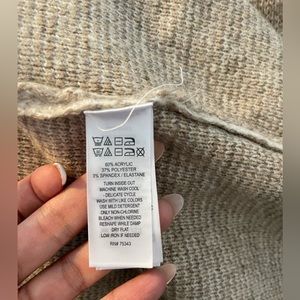 60% ACRYLIC
37% POLYESTER
3% SPANDEX / ELASTANE
TURN INSIDE OUT
MACHINE WASH COOL
- DELICATE CYCLE
WASH WITH LIKE COLORS
USE MILD DETERGENT
ONLY NON-CHLORINE
BLEACH WHEN NEEDED
RESHAPE WHILE DAMP
DRY FLAT
LOW IRON IF NEEDED
RN# 75343